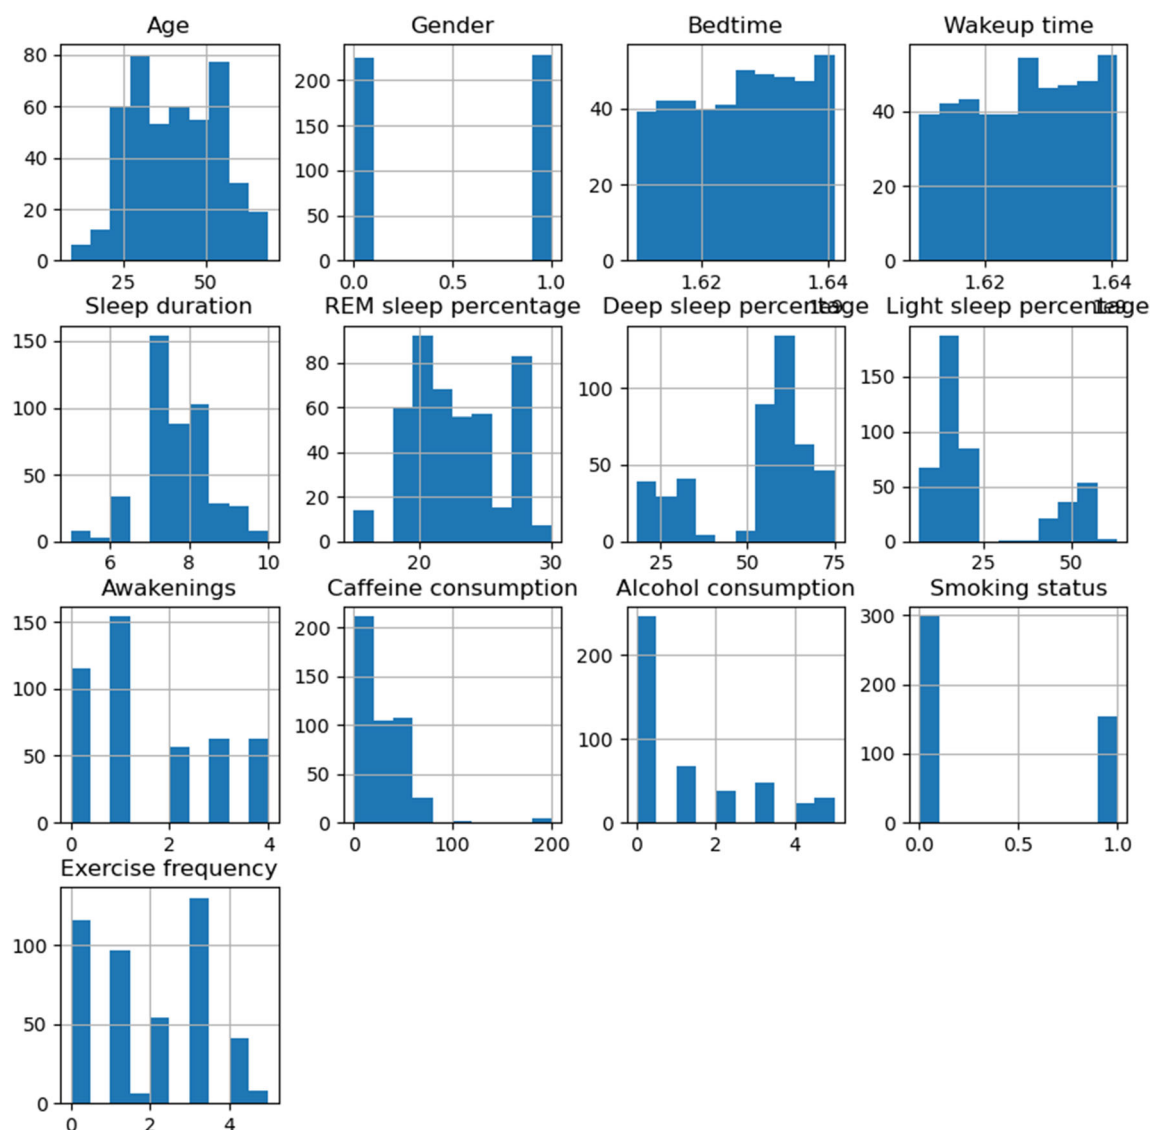 Age
80
60
40
20
0
25 50
Gender
200
150
100
50
0
0.0 0.5 1.0
Bedtime
40
20
0
1.62 1.64
1e9
Wakeup time
40
20
0
1.62 1.64
1e9
Sleep duration
150
100
50
0
6 8 10
REM sleep percentage
80
60
40
20
0
20 30
Deep sleep percentage
100
50
0
25 50 75
Light sleep percentage
150
100
50
0
25 50
Awakenings
150
100
50
0
0 2 4
Caffeine consumption
200
150
100
50
0
0 100 200
Alcohol consumption
200
100
0
0 2 4
Smoking status
300
200
100
0
0.0 0.5 1.0
Exercise frequency
100
50
0
0 2 4